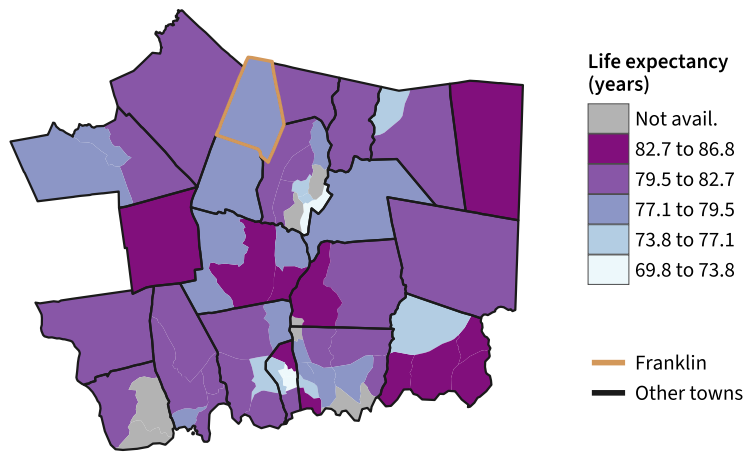 Life expectancy
(years)
Not avail.
82.7 to 86.8
79.5 to 82.7
77.1 to 79.5
73.8 to 77.1
69.8 to 73.8
Franklin
Other towns